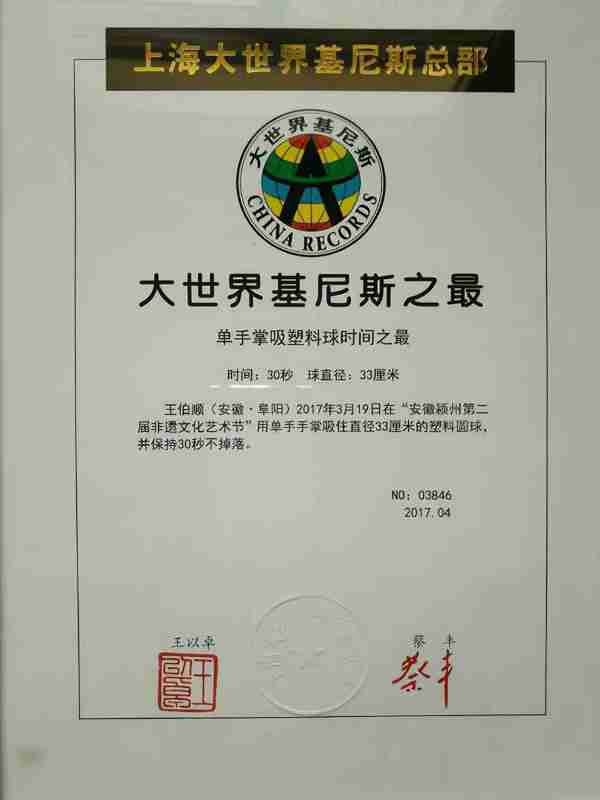 上海大世界基尼斯总部
大世界基尼斯
CHINA RECORDS
大世界基尼斯之最
单手掌吸塑料球时间之最
时间：30秒 球直径：33厘米
王伯顺（安徽·阜阳）2017年3月19日在“安徽颍州第二
届非遗文化艺术节”用单手手掌吸住直径33厘米的塑料圆球，
并保持30秒不掉落。
NO：03846
2017.04
王以卓
蔡丰
蔡丰